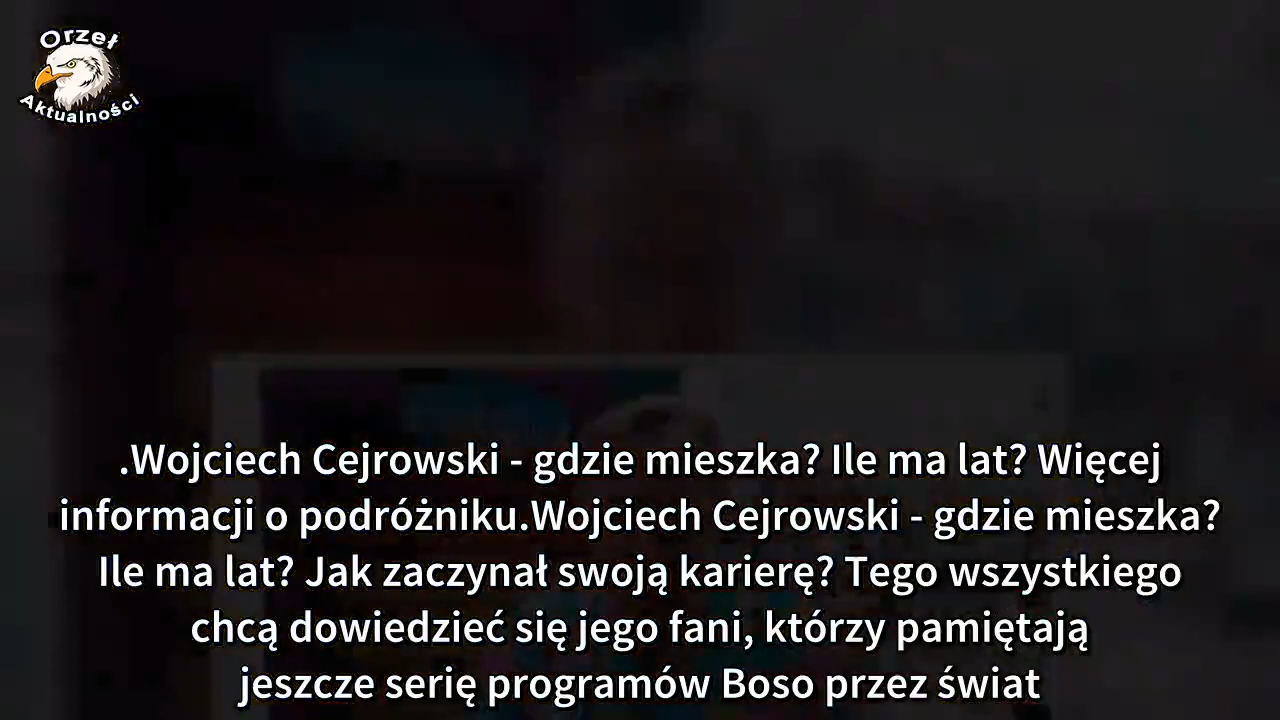 Orzeł
Aktualności
.Wojciech Cejrowski - gdzie mieszka? Ile ma lat? Więcej
informacji o podróżniku.Wojciech Cejrowski - gdzie mieszka?
Ile ma lat? Jak zaczynał swoją karierę? Tego wszystkiego
chcą dowiedzieć się jego fani, którzy pamiętają
jeszcze serię programów Boso przez świat